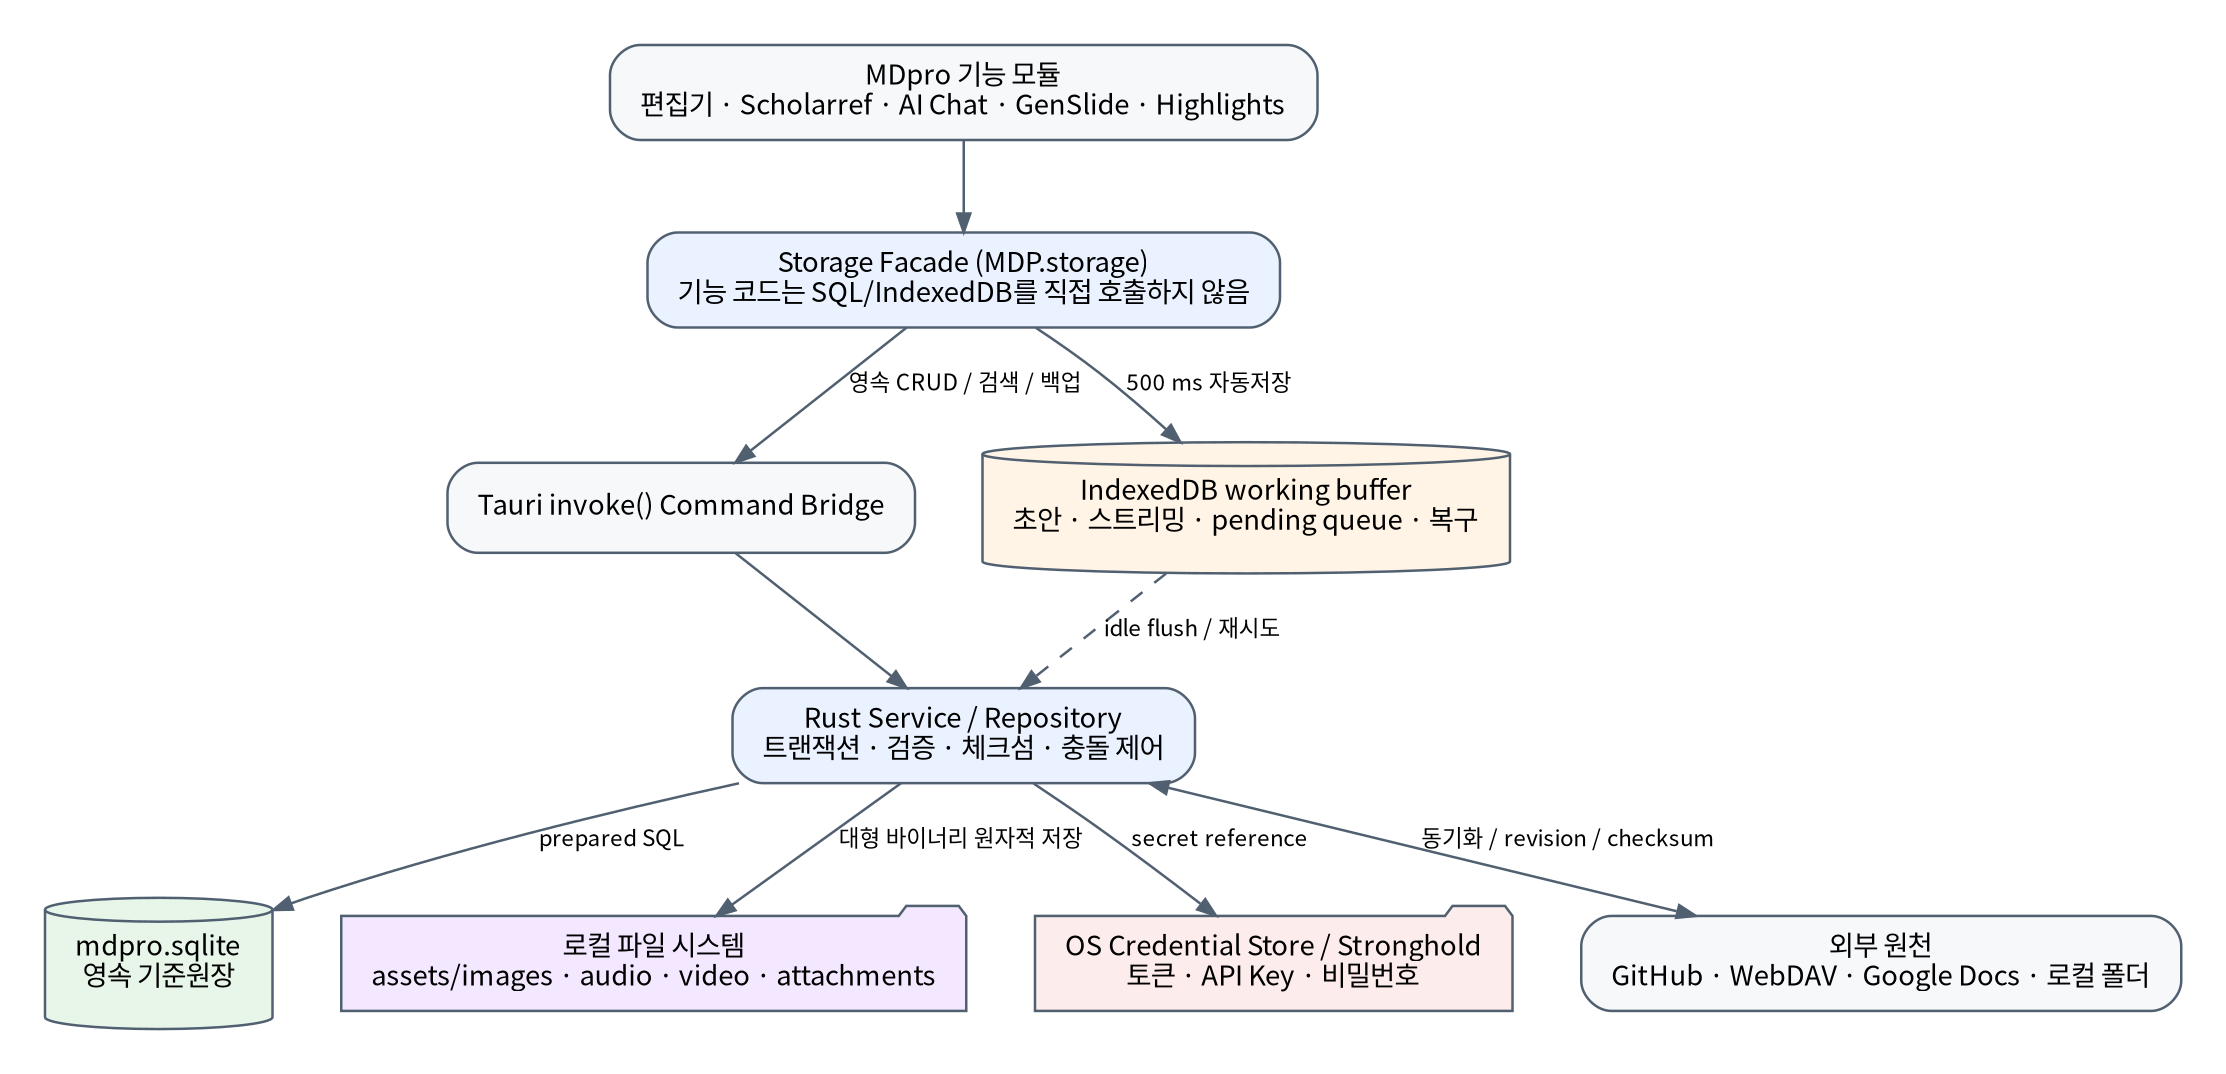 MDpro 기능 모듈
편집기 · Scholarref · AI Chat · GenSlide · Highlights
Storage Facade (MDP.storage)
기능 코드는 SQL/IndexedDB를 직접 호출하지 않음
영속 CRUD / 검색 / 백업
500 ms 자동저장
Tauri invoke() Command Bridge
IndexedDB working buffer
초안 · 스트리밍 · pending queue · 복구
idle flush / 재시도
Rust Service / Repository
트랜잭션 · 검증 · 체크섬 · 충돌 제어
prepared SQL
대형 바이너리 원자적 저장
secret reference
동기화 / revision / checksum
mdpro.sqlite
영속 기준원장
로컬 파일 시스템
assets/images · audio · video · attachments
OS Credential Store / Stronghold
토큰 · API Key · 비밀번호
외부 원천
GitHub · WebDAV · Google Docs · 로컬 폴더